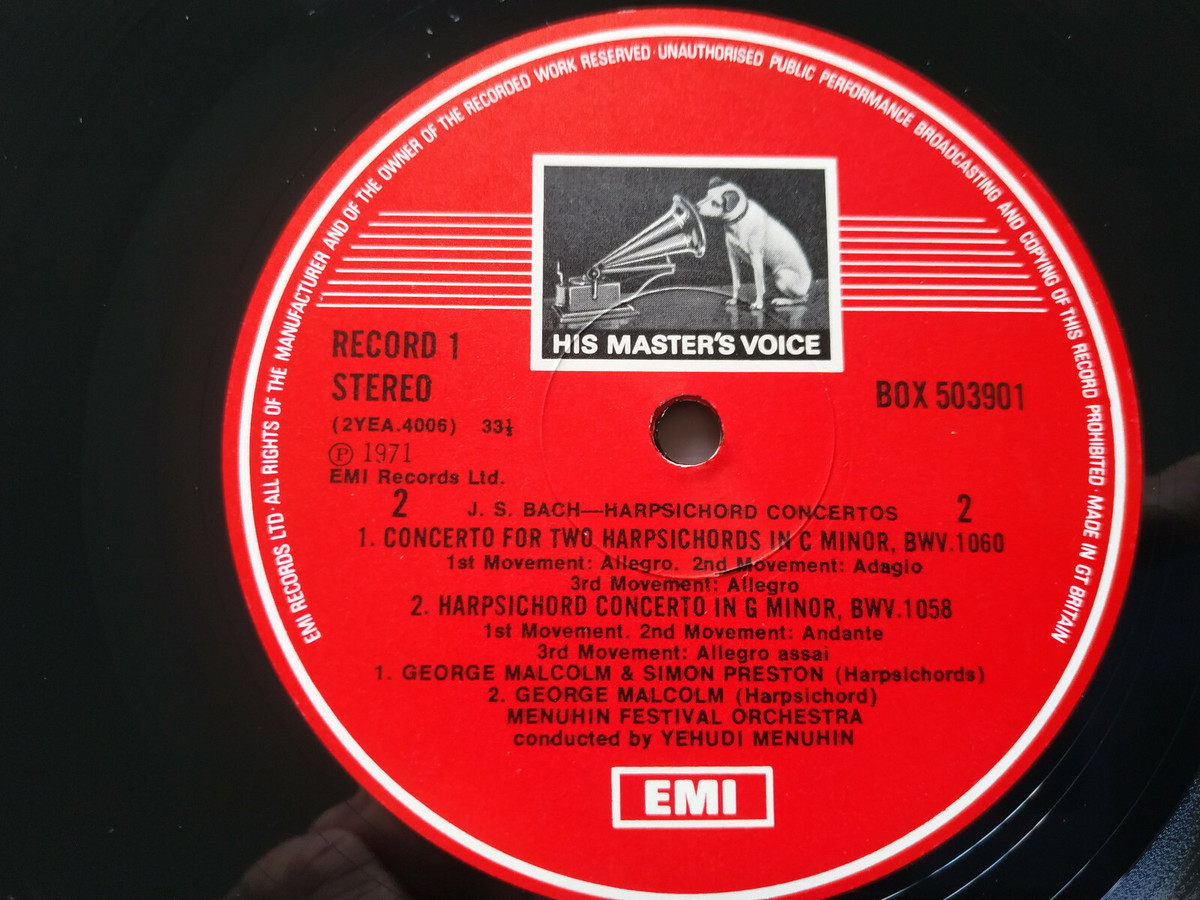 EMI RECORDS LTD·ALL RIGHTS OF THE MANUFACTURER AND OF THE OWNER OF THE RECORDED WORK RESERVED·UNAUTHORISED PUBLIC PERFORMANCE BROADCASTING AND COPYING OF THIS RECORD PROHIBITED·MADE IN GT BRITAIN
HIS MASTER'S VOICE
RECORD 1
STEREO
BOX 503901
(2YEA.4006) 33⅓
℗ 1971
EMI Records Ltd.
2 J. S. BACH—HARPSICHORD CONCERTOS 2
1. CONCERTO FOR TWO HARPSICHORDS IN C MINOR, BWV.1060
1st Movement: Allegro. 2nd Movement: Adagio
3rd Movement: Allegro
2. HARPSICHORD CONCERTO IN G MINOR, BWV.1058
1st Movement. 2nd Movement: Andante
3rd Movement: Allegro assai
1. GEORGE MALCOLM & SIMON PRESTON (Harpsichords)
2. GEORGE MALCOLM (Harpsichord)
MENUHIN FESTIVAL ORCHESTRA
conducted by YEHUDI MENUHIN
EMI